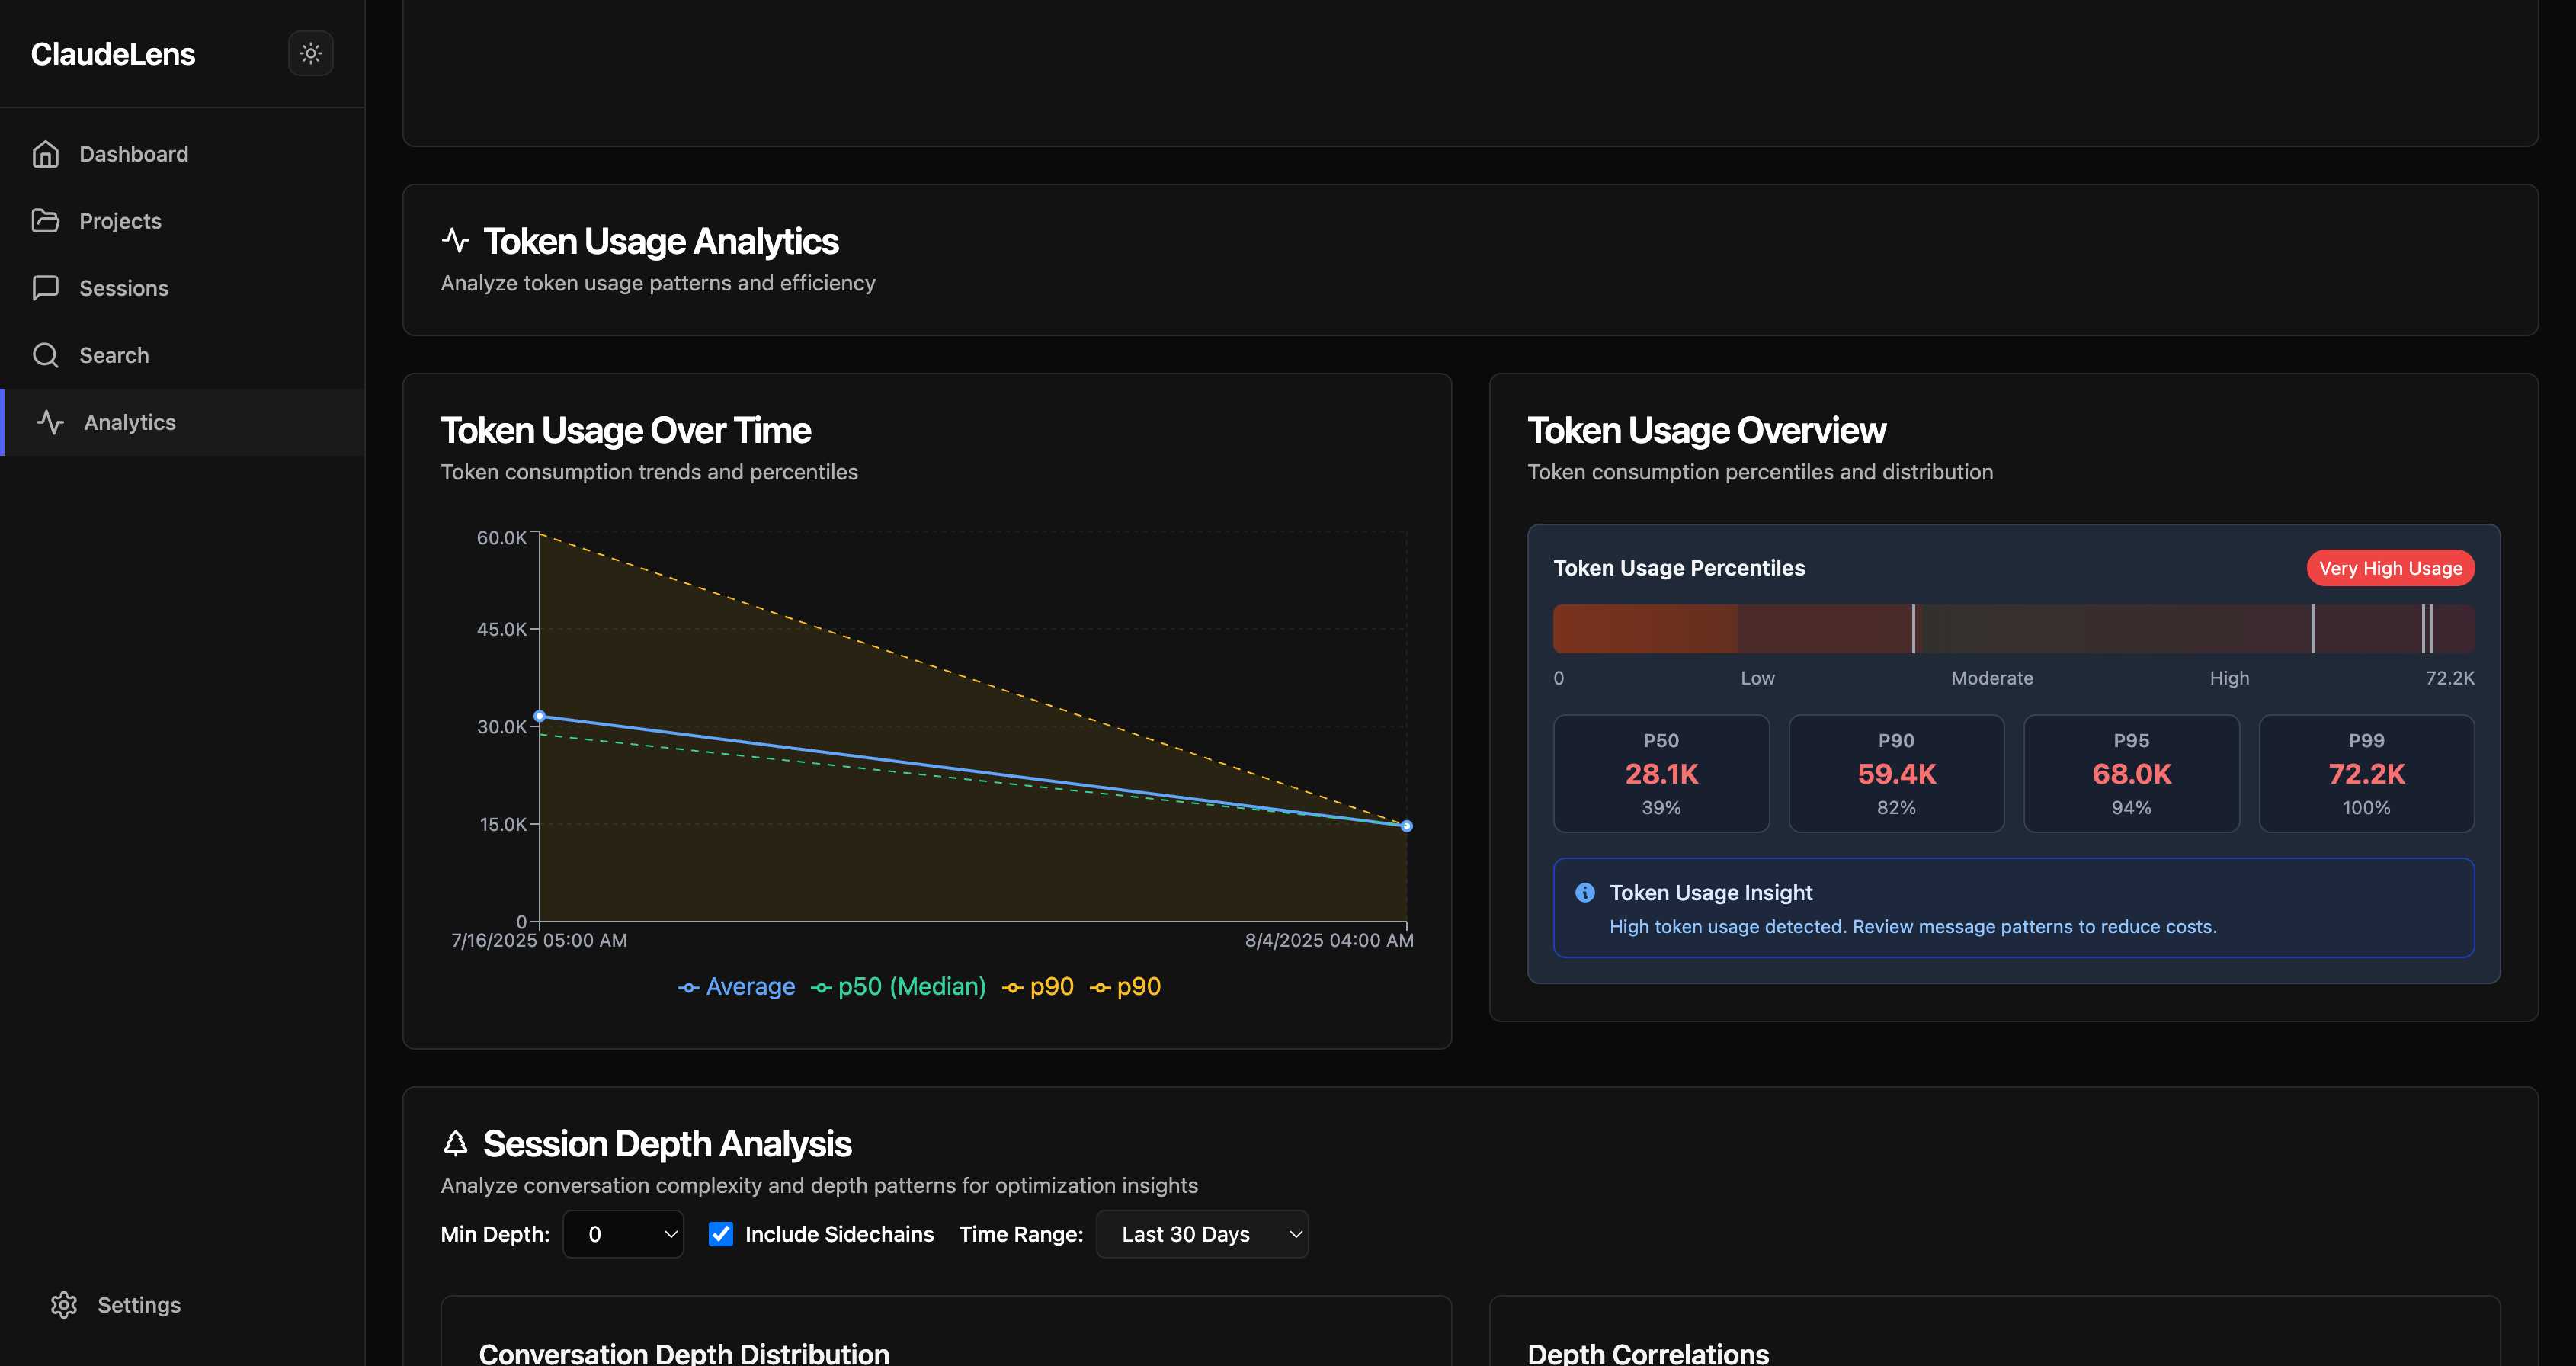 ClaudeLens
Dashboard
Projects
Sessions
Search
Analytics
Settings
Token Usage Analytics
Analyze token usage patterns and efficiency
Token Usage Over Time
Token consumption trends and percentiles
60.0K
45.0K
30.0K
15.0K
0
7/16/2025 05:00 AM 8/4/2025 04:00 AM
Average p50 (Median) p90 p90
Token Usage Overview
Token consumption percentiles and distribution
Token Usage Percentiles Very High Usage
0 Low Moderate High 72.2K
P50 P90 P95 P99
28.1K 59.4K 68.0K 72.2K
39% 82% 94% 100%
Token Usage Insight
High token usage detected. Review message patterns to reduce costs.
Session Depth Analysis
Analyze conversation complexity and depth patterns for optimization insights
Min Depth: 0 Include Sidechains Time Range: Last 30 Days
Conversation Depth Distribution
Depth Correlations